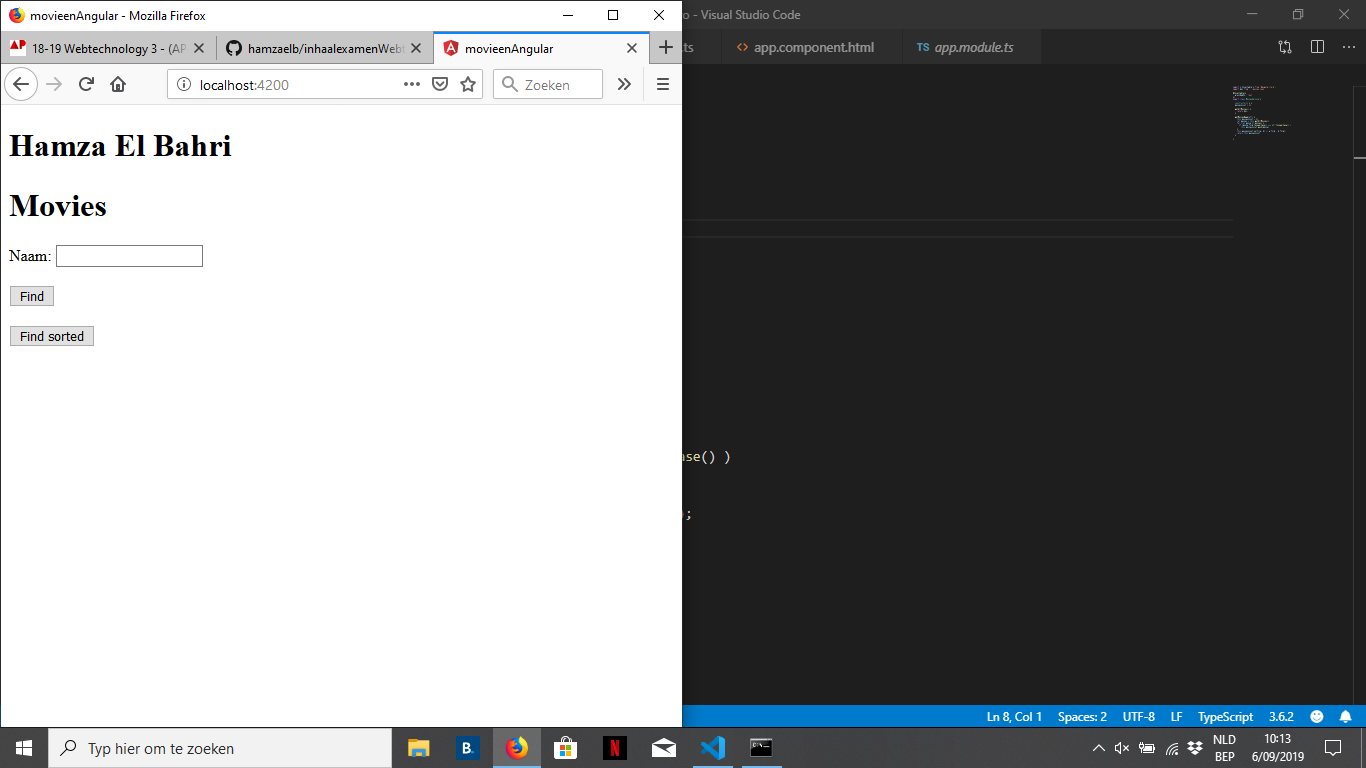 movieenAngular - Mozilla Firefox
o - Visual Studio Code
18-19 Webtechnology 3 - (AP
hamzaelb/inhaalexamenWebt
movieenAngular
ts
app.component.html
TS app.module.ts
localhost:4200
Zoeken
Hamza El Bahri
Movies
Naam:
Find
Find sorted
ase() )
);
Ln 8, Col 1
Spaces: 2
UTF-8
LF
TypeScript
3.6.2
Typ hier om te zoeken
B.
N
C:\_
NLD
BEP
10:13
6/09/2019